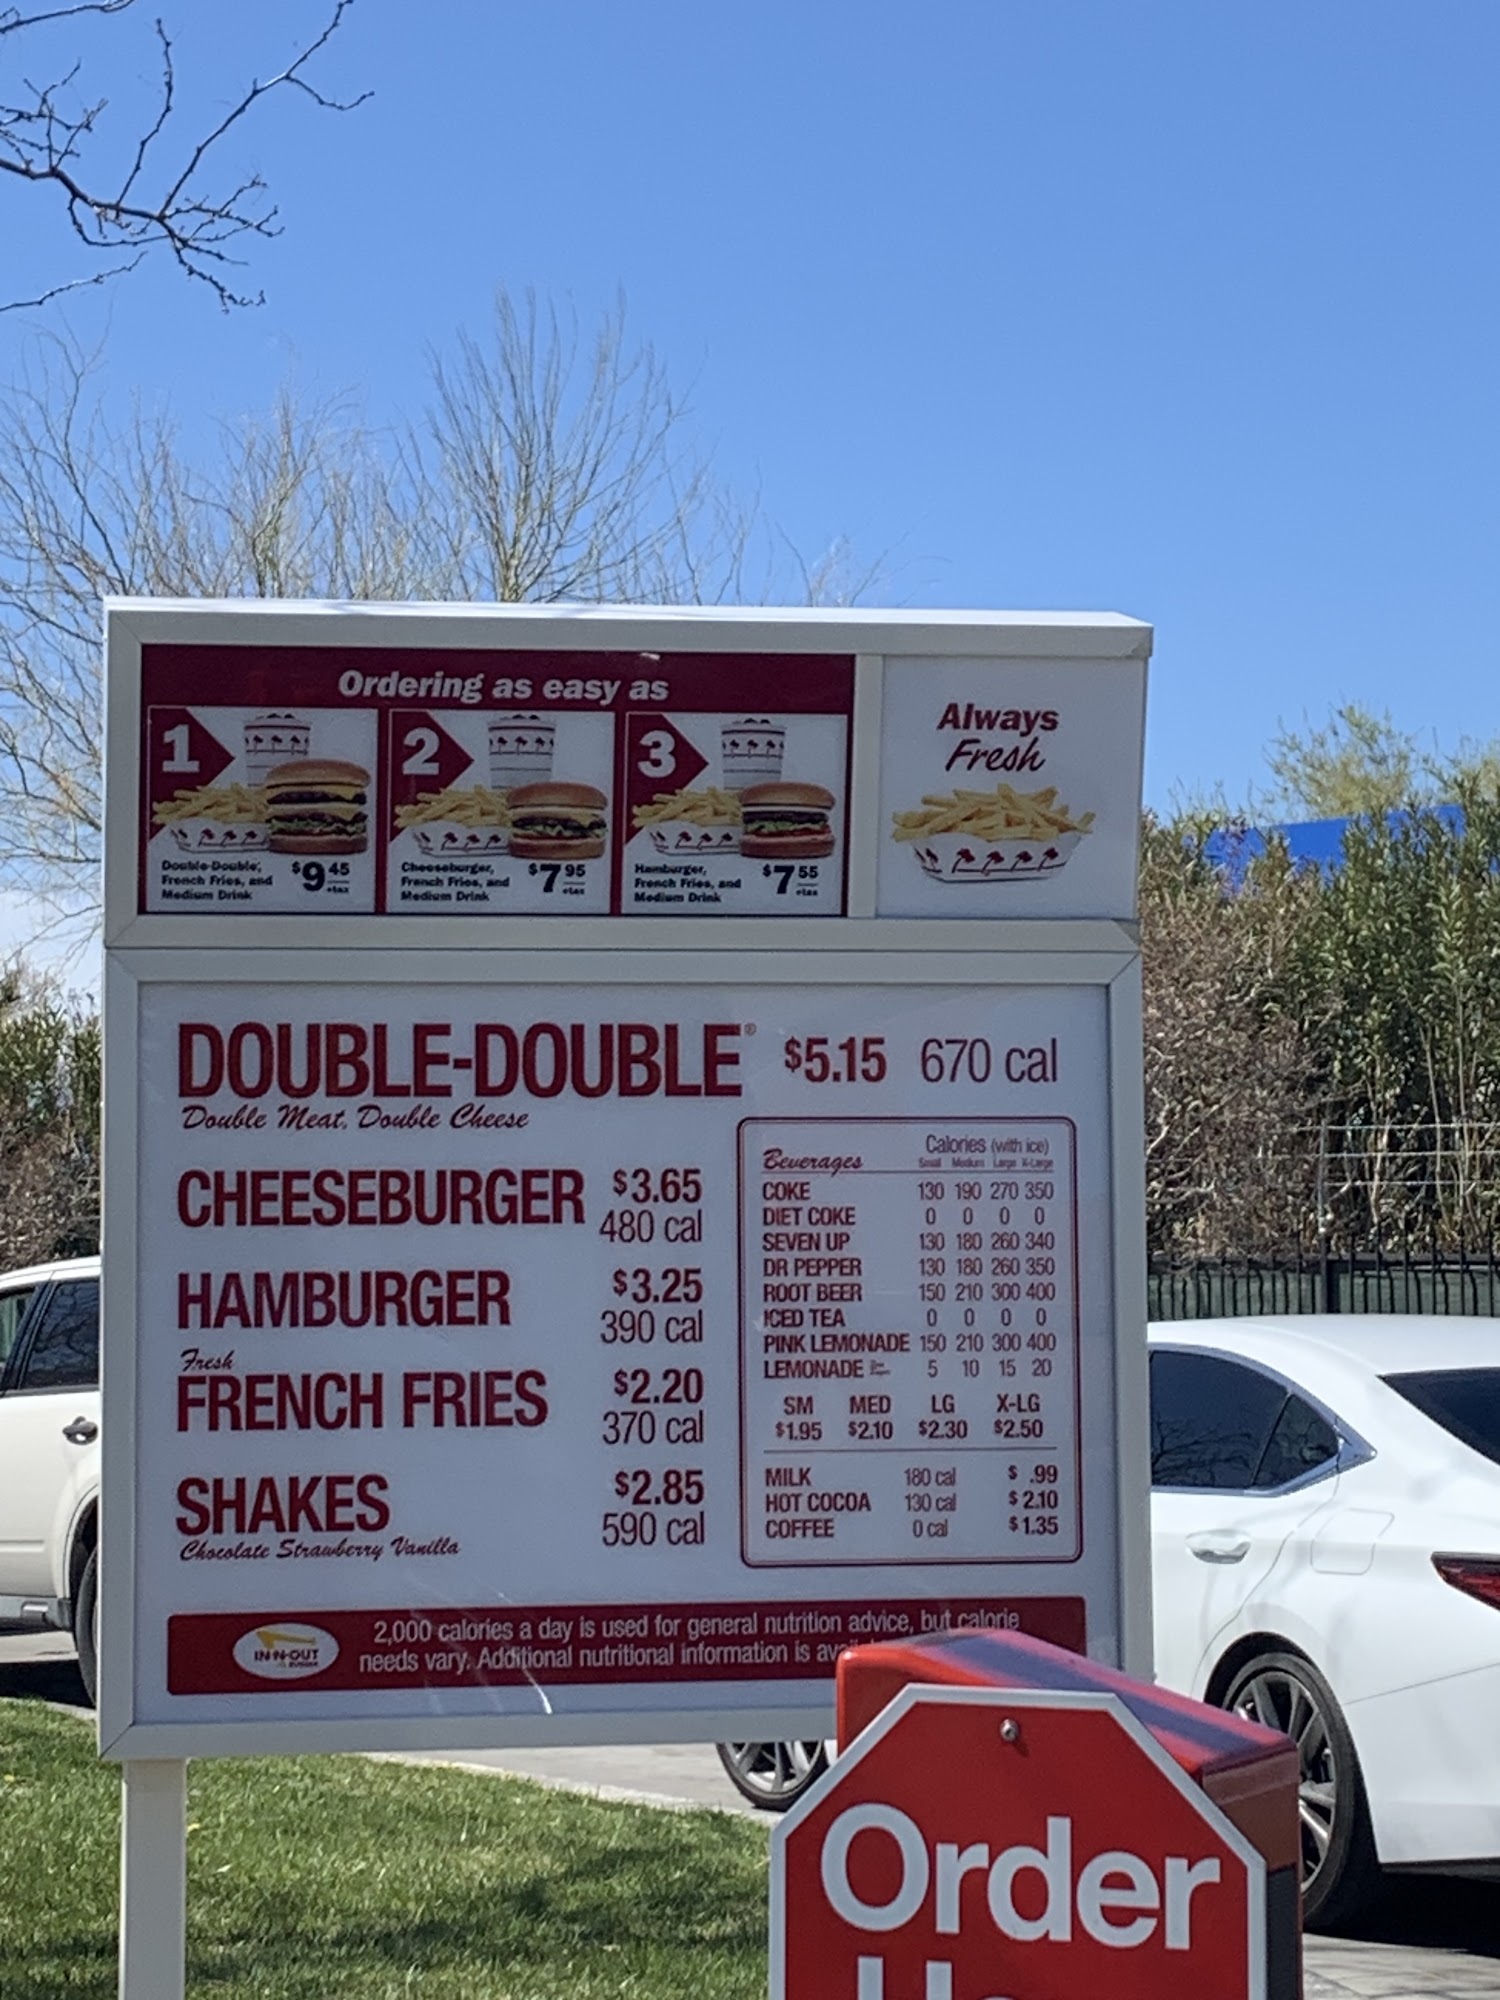 Ordering as easy as
1
Double-Double,
French Fries, and
Medium Drink
$9 45
+tax
2
Cheeseburger,
French Fries, and
Medium Drink
$7 95
+tax
3
Hamburger,
French Fries, and
Medium Drink
$7 55
+tax
Always
Fresh
DOUBLE-DOUBLE® $5.15 670 cal
Double Meat, Double Cheese
CHEESEBURGER $3.65
480 cal
HAMBURGER $3.25
390 cal
Fresh
FRENCH FRIES $2.20
370 cal
SHAKES $2.85
590 cal
Chocolate Strawberry Vanilla
Beverages Calories (with ice)
Small Medium Large X-Large
COKE 130 190 270 350
DIET COKE 0 0 0 0
SEVEN UP 130 180 260 340
DR PEPPER 130 180 260 350
ROOT BEER 150 210 300 400
ICED TEA 0 0 0 0
PINK LEMONADE 150 210 300 400
LEMONADE 5 10 15 20
SM MED LG X-LG
$1.95 $2.10 $2.30 $2.50
MILK 180 cal $ .99
HOT COCOA 130 cal $2.10
COFFEE 0 cal $1.35
IN-N-OUT
BURGER
2,000 calories a day is used for general nutrition advice, but calorie
needs vary. Additional nutritional information is
Order